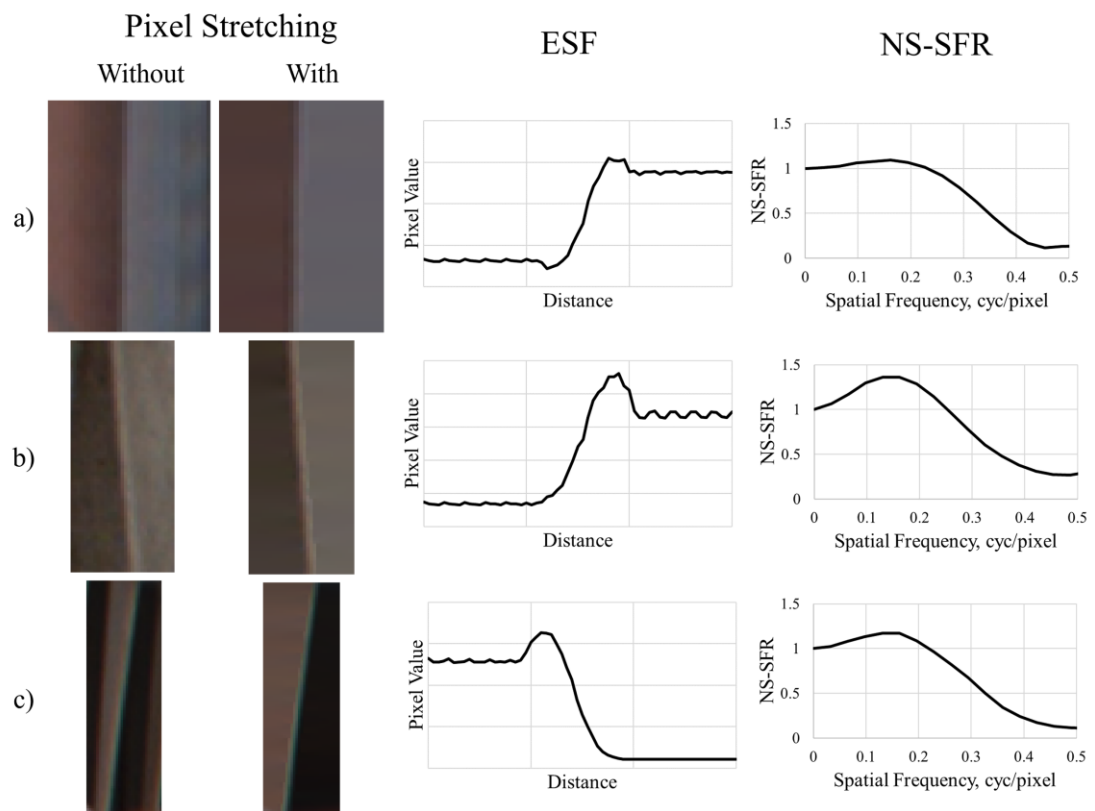 Pixel Stretching
Without
With
ESF
NS-SFR
a)
Pixel Value
Distance
NS-SFR
1.5
1
0.5
0
0 0.1 0.2 0.3 0.4 0.5
Spatial Frequency, cyc/pixel
b)
Pixel Value
Distance
NS-SFR
1.5
1
0.5
0
0 0.1 0.2 0.3 0.4 0.5
Spatial Frequency, cyc/pixel
c)
Pixel Value
Distance
NS-SFR
1.5
1
0.5
0
0 0.1 0.2 0.3 0.4 0.5
Spatial Frequency, cyc/pixel